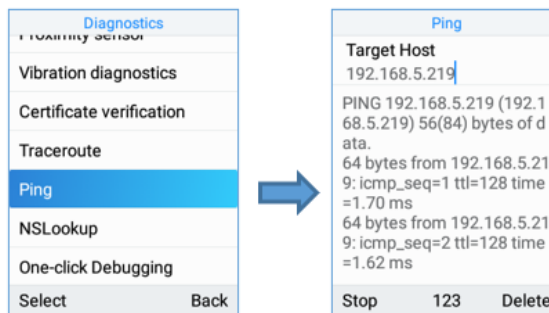 Diagnostics
Proximity sensor
Vibration diagnostics
Certificate verification
Traceroute
Ping
NSLookup
One-click Debugging
Select Back
Ping
Target Host
192.168.5.219
PING 192.168.5.219 (192.1
68.5.219) 56(84) bytes of d
ata.
64 bytes from 192.168.5.21
9: icmp_seq=1 ttl=128 time
=1.70 ms
64 bytes from 192.168.5.21
9: icmp_seq=2 ttl=128 time
=1.62 ms
Stop 123 Delete